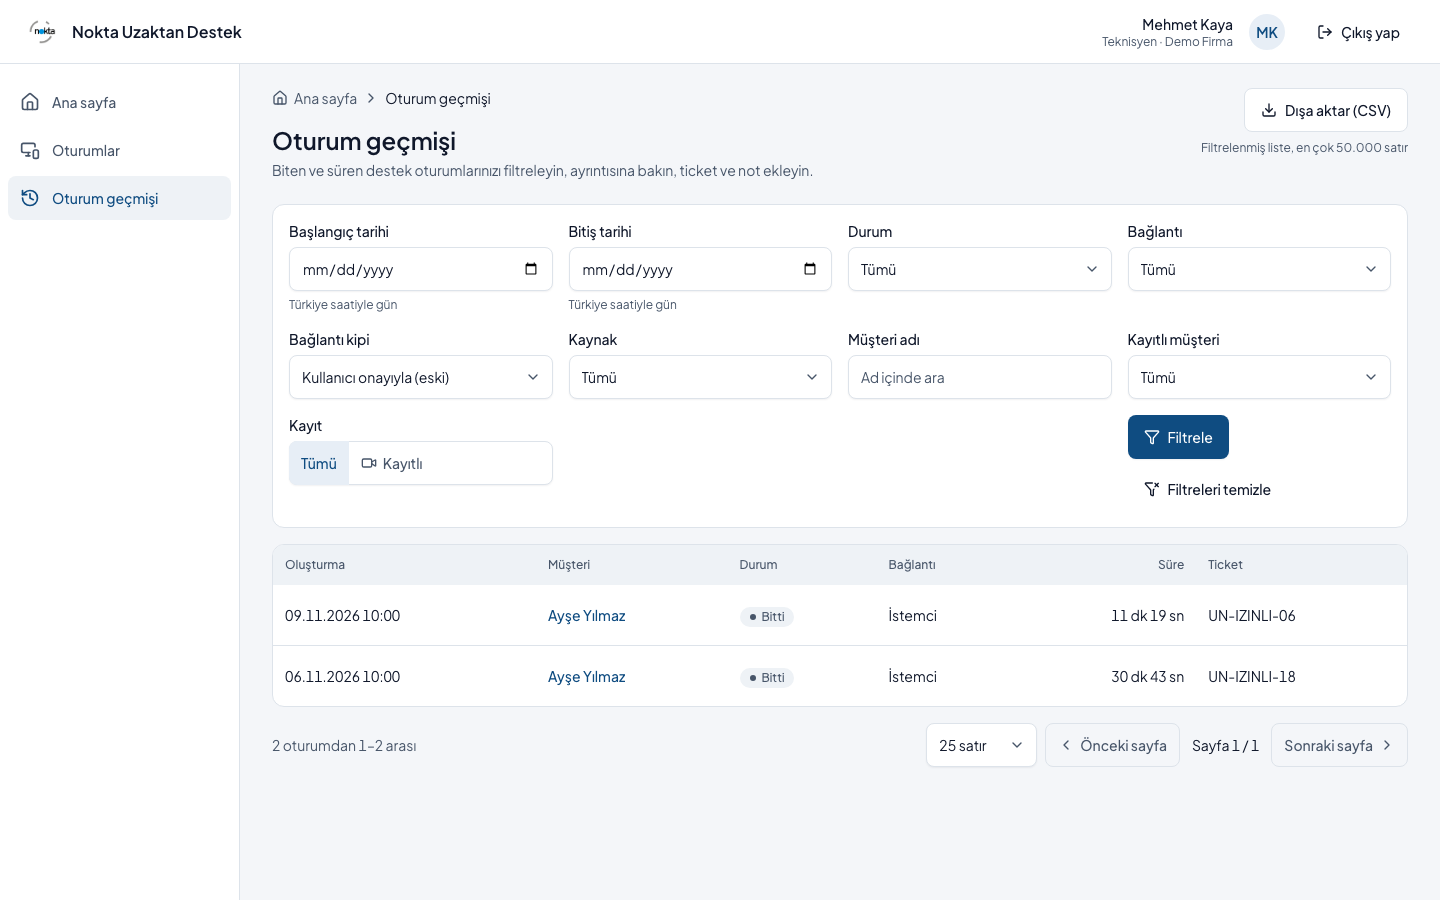 nokta
Nokta Uzaktan Destek
Mehmet Kaya
Teknisyen · Demo Firma
MK
Çıkış yap
Ana sayfa
Oturumlar
Oturum geçmişi
Ana sayfa > Oturum geçmişi
Dışa aktar (CSV)
Filtrelenmiş liste, en çok 50.000 satır
Oturum geçmişi
Biten ve süren destek oturumlarınızı filtreleyin, ayrıntısına bakın, ticket ve not ekleyin.
Başlangıç tarihi
mm/dd/yyyy
Türkiye saatiyle gün
Bitiş tarihi
mm/dd/yyyy
Türkiye saatiyle gün
Durum
Tümü
Bağlantı
Tümü
Bağlantı kipi
Kullanıcı onayıyla (eski)
Kaynak
Tümü
Müşteri adı
Ad içinde ara
Kayıtlı müşteri
Tümü
Kayıt
Tümü Kayıtlı
Filtrele
Filtreleri temizle
Oluşturma Müşteri Durum Bağlantı Süre Ticket
09.11.2026 10:00 Ayşe Yılmaz Bitti İstemci 11 dk 19 sn UN-IZINLI-06
06.11.2026 10:00 Ayşe Yılmaz Bitti İstemci 30 dk 43 sn UN-IZINLI-18
2 oturumdan 1–2 arası 25 satır Önceki sayfa Sayfa 1 / 1 Sonraki sayfa